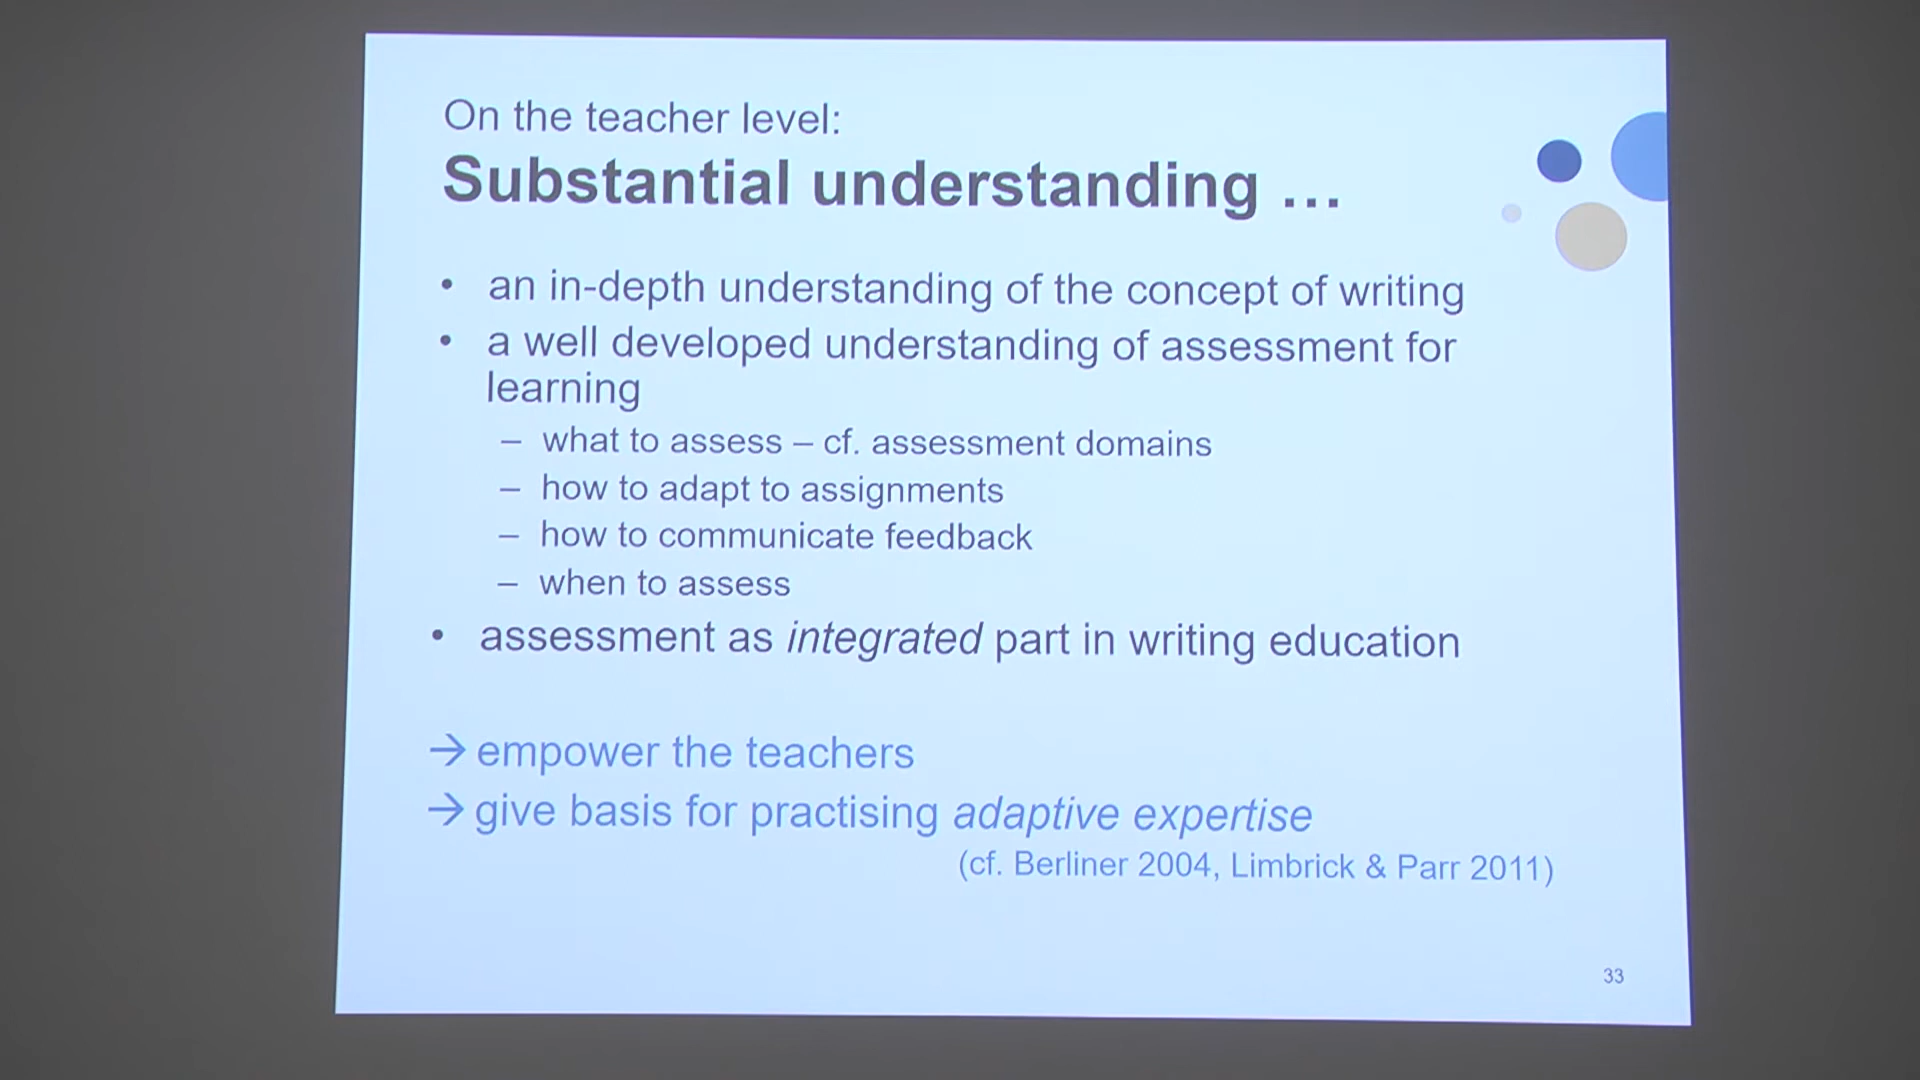 On the teacher level:
Substantial understanding ...
• an in-depth understanding of the concept of writing
• a well developed understanding of assessment for
learning
– what to assess – cf. assessment domains
– how to adapt to assignments
– how to communicate feedback
– when to assess
• assessment as integrated part in writing education
→ empower the teachers
→ give basis for practising adaptive expertise
(cf. Berliner 2004, Limbrick & Parr 2011)
33